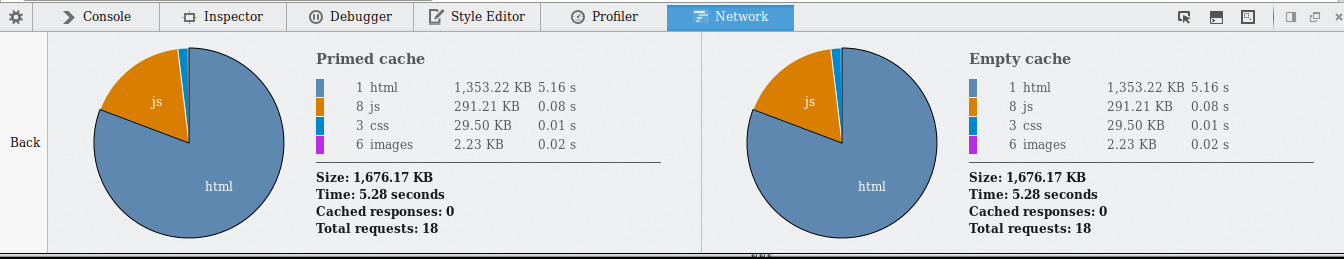 Console Inspector Debugger Style Editor Profiler Network
Back
js
html
Primed cache
1 html 1,353.22 KB 5.16 s
8 js 291.21 KB 0.08 s
3 css 29.50 KB 0.01 s
6 images 2.23 KB 0.02 s
Size: 1,676.17 KB
Time: 5.28 seconds
Cached responses: 0
Total requests: 18
js
html
Empty cache
1 html 1,353.22 KB 5.16 s
8 js 291.21 KB 0.08 s
3 css 29.50 KB 0.01 s
6 images 2.23 KB 0.02 s
Size: 1,676.17 KB
Time: 5.28 seconds
Cached responses: 0
Total requests: 18